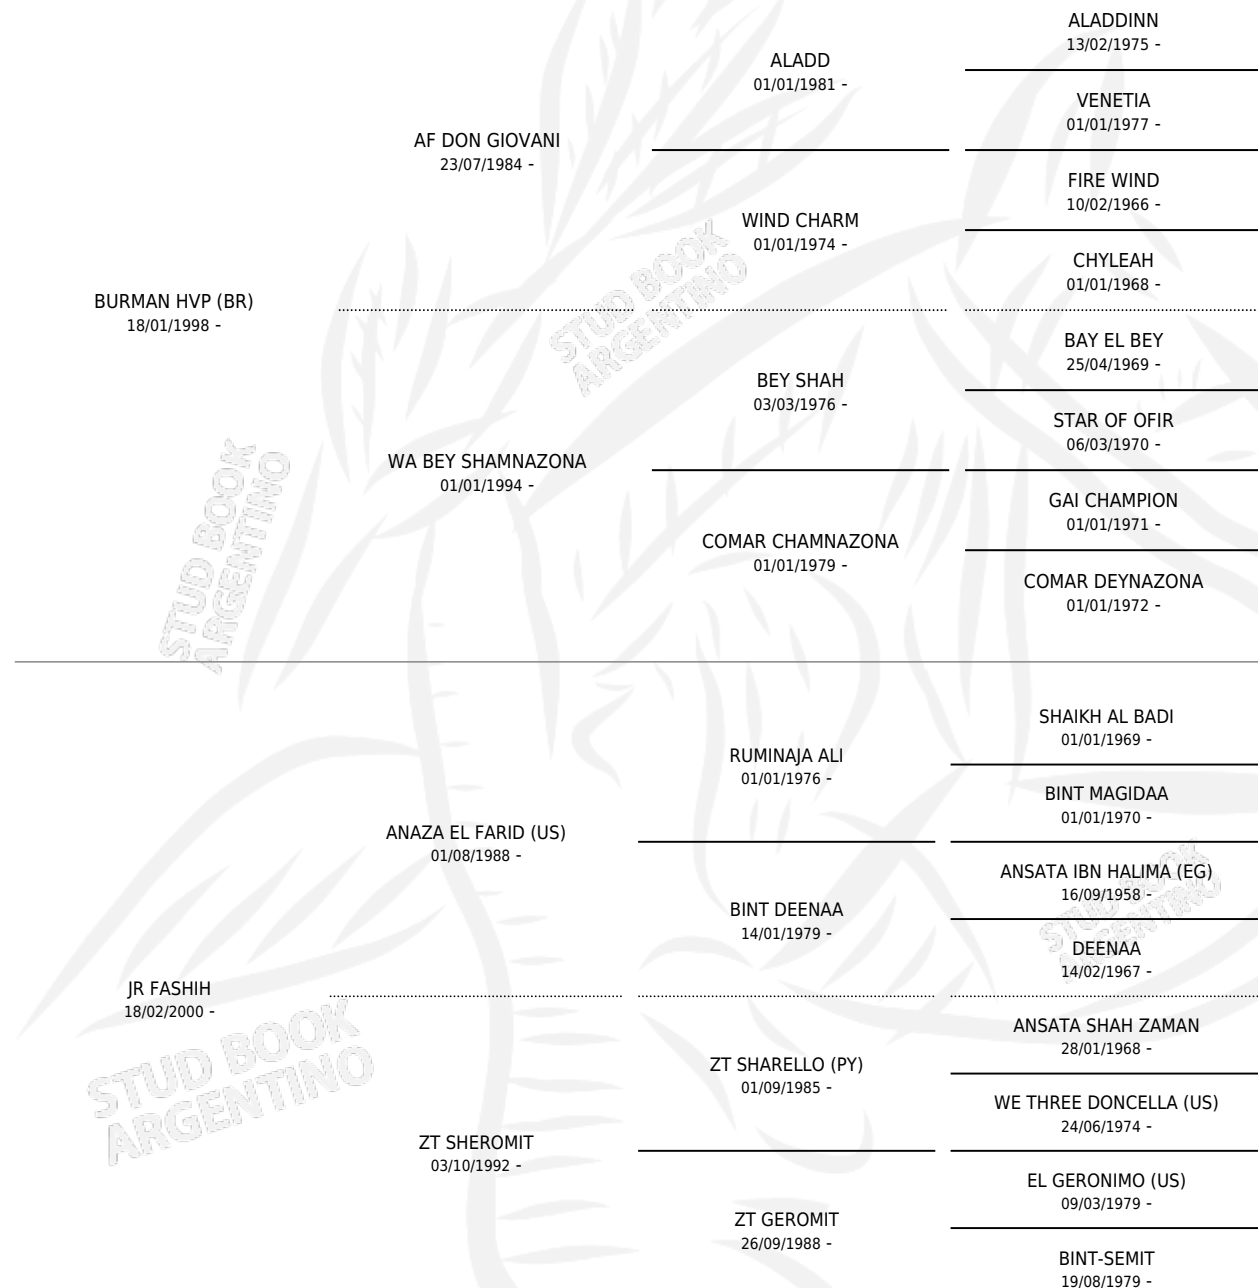 ALADDINN
13/02/1975 -
ALADD
01/01/1981 -
VENETIA
01/01/1977 -
AF DON GIOVANI
23/07/1984 -
FIRE WIND
10/02/1966 -
WIND CHARM
01/01/1974 -
CHYLEAH
01/01/1968 -
BURMAN HVP (BR)
18/01/1998 -
STUD BOOK
ARGENTINO
BAY EL BEY
25/04/1969 -
BEY SHAH
03/03/1976 -
STAR OF OFIR
06/03/1970 -
WA BEY SHAMNAZONA
01/01/1994 -
GAI CHAMPION
01/01/1971 -
COMAR CHAMNAZONA
01/01/1979 -
COMAR DEYNAZONA
01/01/1972 -
STUD BOOK
ARGENTINO
SHAIKH AL BADI
01/01/1969 -
RUMINAJA ALI
01/01/1976 -
BINT MAGIDAA
01/01/1970 -
ANAZA EL FARID (US)
01/08/1988 -
ANSATA IBN HALIMA (EG)
16/09/1958 -
BINT DEENAA
14/01/1979 -
STUD BOOK
ARGENTINO
DEENAA
14/02/1967 -
JR FASHIH
18/02/2000 -
STUD BOOK
ARGENTINO
ANSATA SHAH ZAMAN
28/01/1968 -
ZT SHARELLO (PY)
01/09/1985 -
WE THREE DONCELLA (US)
24/06/1974 -
ZT SHEROMIT
03/10/1992 -
EL GERONIMO (US)
09/03/1979 -
ZT GEROMIT
26/09/1988 -
BINT-SEMIT
19/08/1979 -